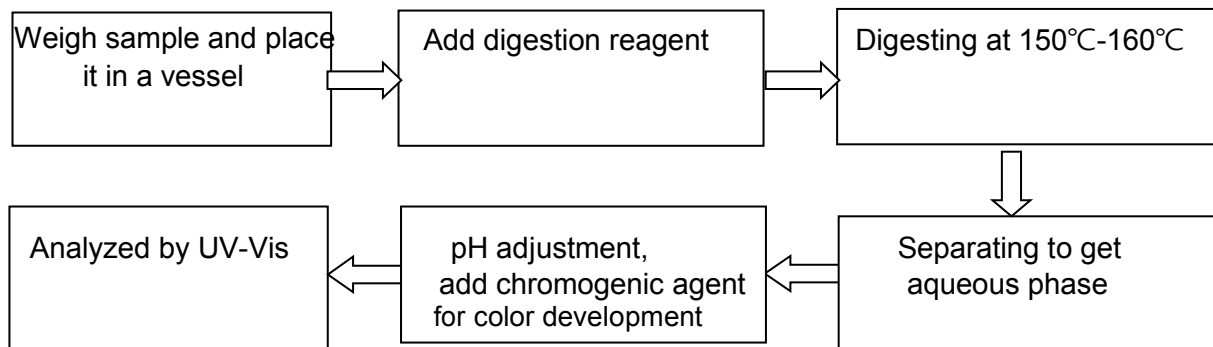 Weigh sample and place
it in a vessel
Add digestion reagent
Digesting at 150℃-160℃
Separating to get
aqueous phase
pH adjustment,
add chromogenic agent
for color development
Analyzed by UV-Vis